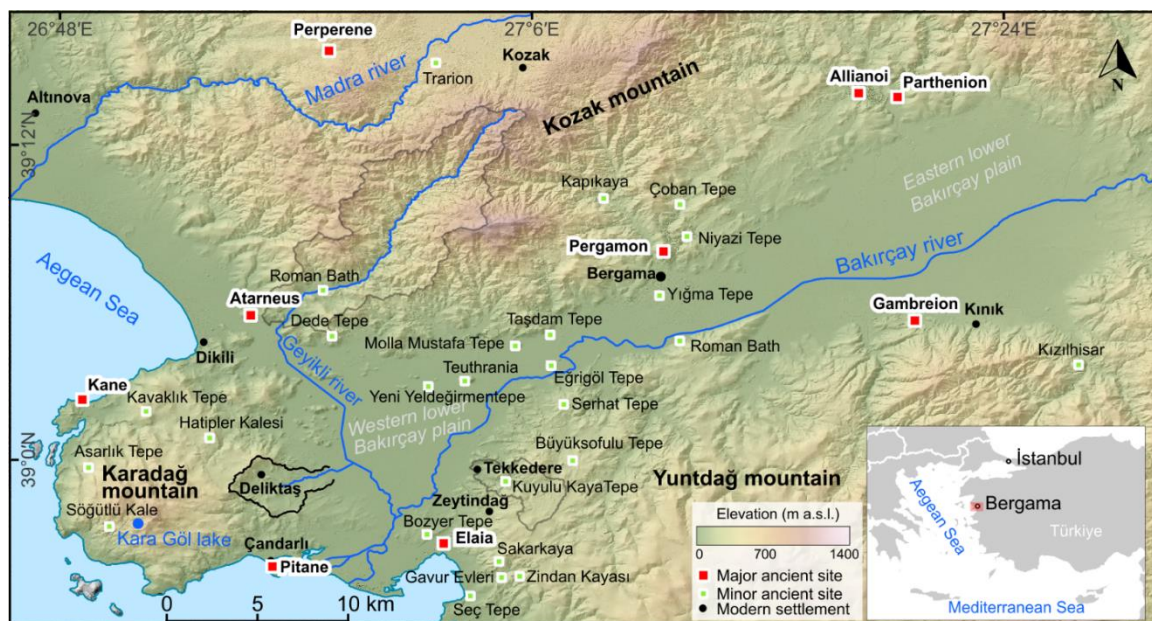 26°48'E
27°6'E
27°24'E
Perperene
Trarion
Kozak
Madra river
Altınova
Kozak mountain
Allianoi
Parthenion
N
39°12'N
Kapıkaya
Çoban Tepe
Eastern lower
Bakırçay plain
Niyazi Tepe
Pergamon
Bergama
Bakırçay river
Aegean Sea
Roman Bath
Atarneus
Yığma Tepe
Gambreion
Kınık
Dede Tepe
Taşdam Tepe
Molla Mustafa Tepe
Roman Bath
Dikili
Geyikli river
Kızılhisar
Teuthrania
Eğrigöl Tepe
Yeni Yeldeğirmentepe
Kane
Kavaklık Tepe
Serhat Tepe
Western lower
Bakırçay plain
Hatipler Kalesi
39°0'N
Asarlık Tepe
Büyüksofulu Tepe
Karadağ
mountain
Deliktaş
Tekkedere
Kuyulu KayaTepe
Yuntdağ mountain
Söğütlü Kale
Zeytindağ
Kara Göl lake
Bozyer Tepe
Elaia
Çandarlı
Pitane
Sakarkaya
Gavur Evleri
Zindan Kayası
Seç Tepe
0 5 10 km
Elevation (m a.s.l.)
0 700 1400
Major ancient site
Minor ancient site
Modern settlement
İstanbul
Aegean Sea
Bergama
Türkiye
Mediterranean Sea